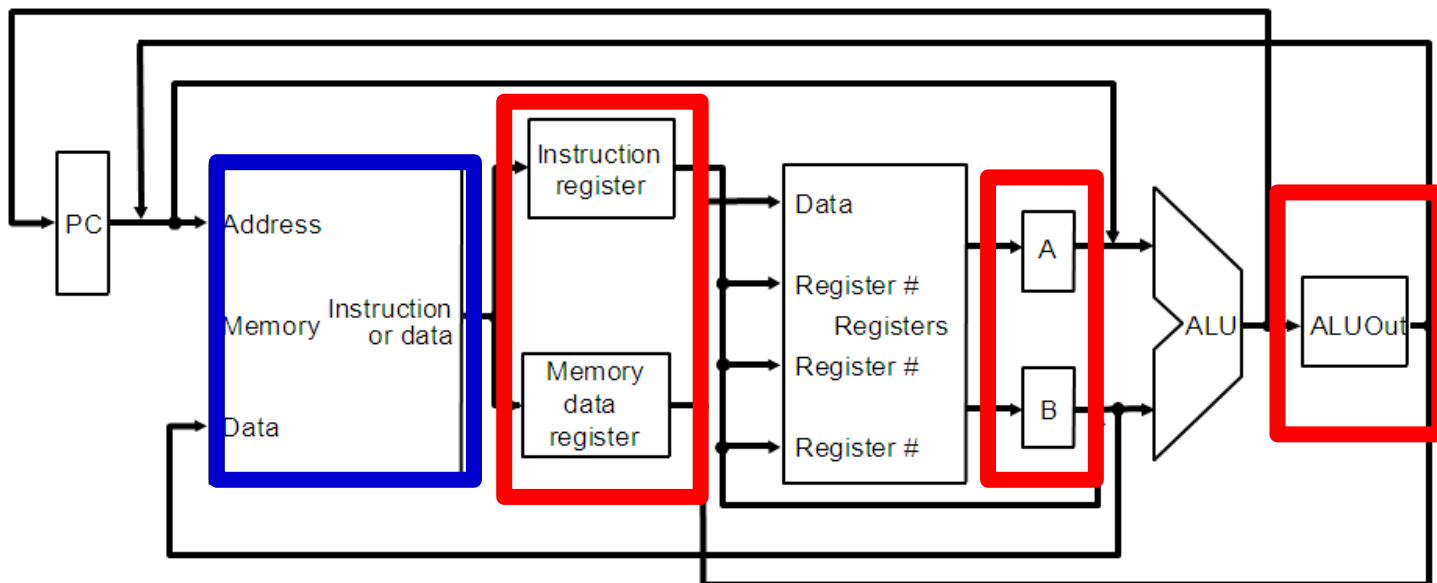 PC
Address
Memory
Instruction
or data
Data
Instruction
register
Memory
data
register
Data
Register #
Registers
Register #
Register #
A
B
ALU
ALUOut